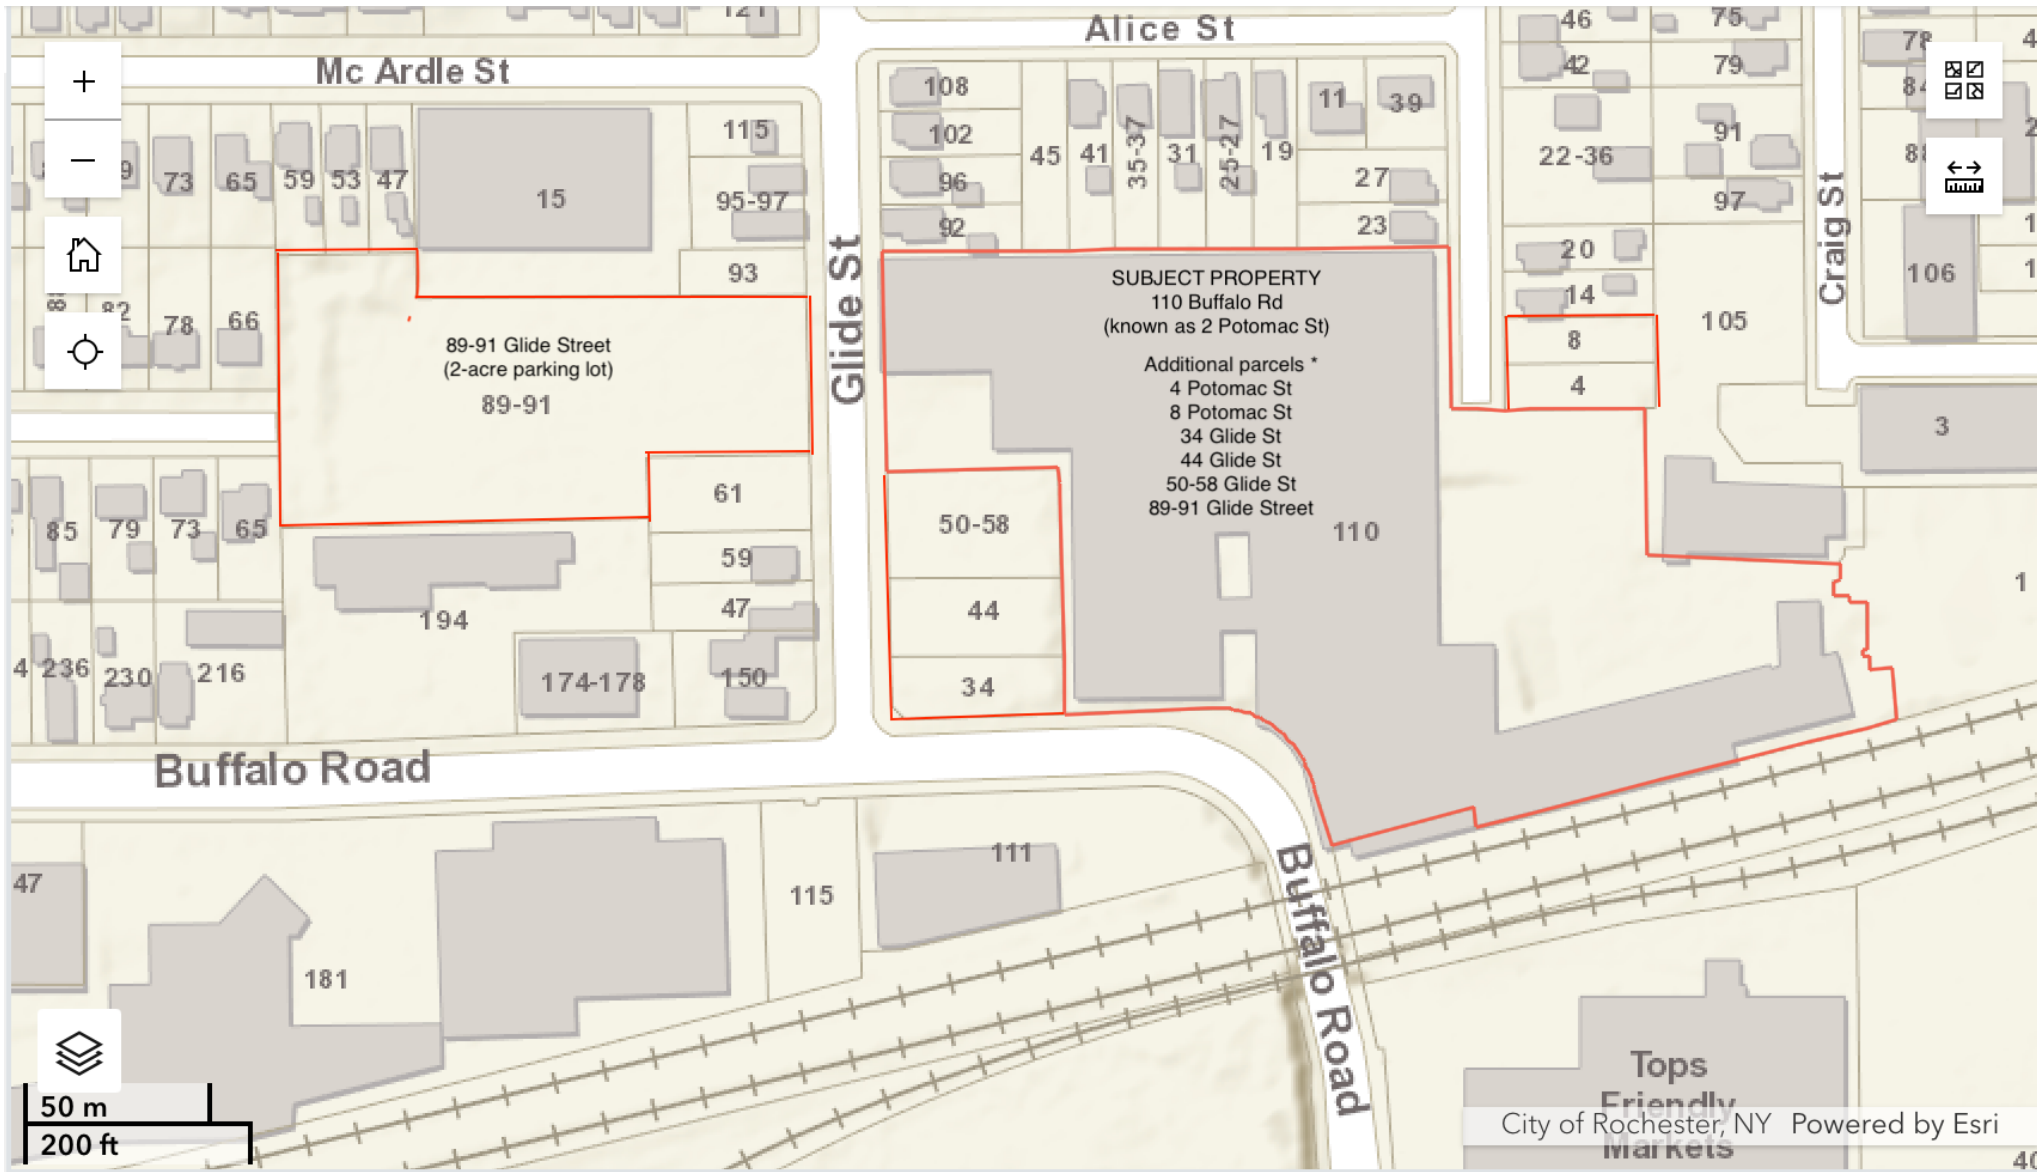 121
Alice St
46
75
Mc Ardle St
42
79
78
108
11
39
115
102
91
9
73
65
59
53
47
15
45
41
35-37
31
25-27
19
22-36
96
27
95-97
97
92
23
Craig St
Glide St
93
20
106
14
82
78
66
105
SUBJECT PROPERTY
110 Buffalo Rd
(known as 2 Potomac St)
Additional parcels *
4 Potomac St
8 Potomac St
34 Glide St
44 Glide St
50-58 Glide St
89-91 Glide Street
89-91 Glide Street
(2-acre parking lot)
89-91
8
4
3
61
50-58
110
85
79
73
65
59
1
47
44
194
4
236
230
216
174-178
150
34
Buffalo Road
47
111
115
181
Buffalo Road
50 m
200 ft
Tops
Friendly
Markets
City of Rochester, NY Powered by Esri